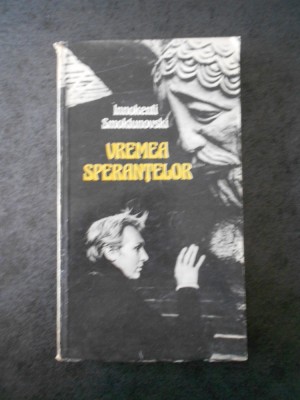 Innokenti
Smoktunovski
VREMEA
SPERANȚELOR